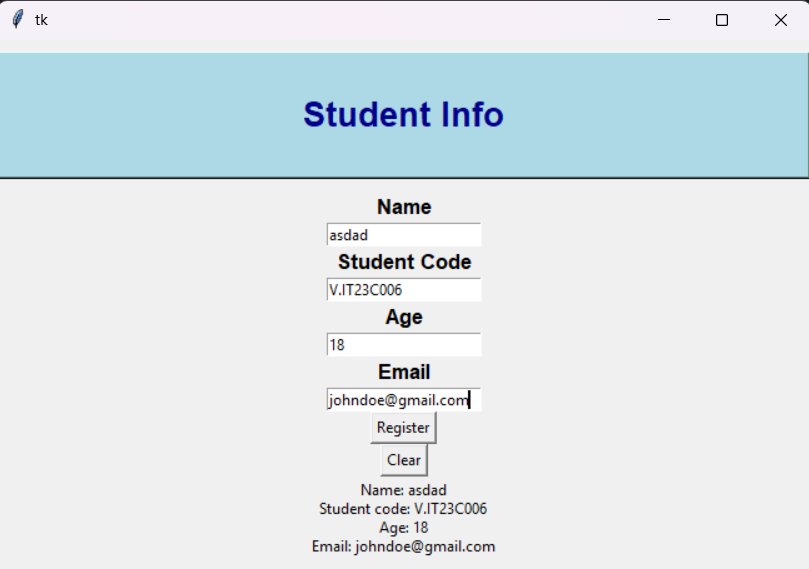 tk
Student Info
Name
asdad
Student Code
V.IT23C006
Age
18
Email
johndoe@gmail.com
Register
Clear
Name: asdad
Student code: V.IT23C006
Age: 18
Email: johndoe@gmail.com